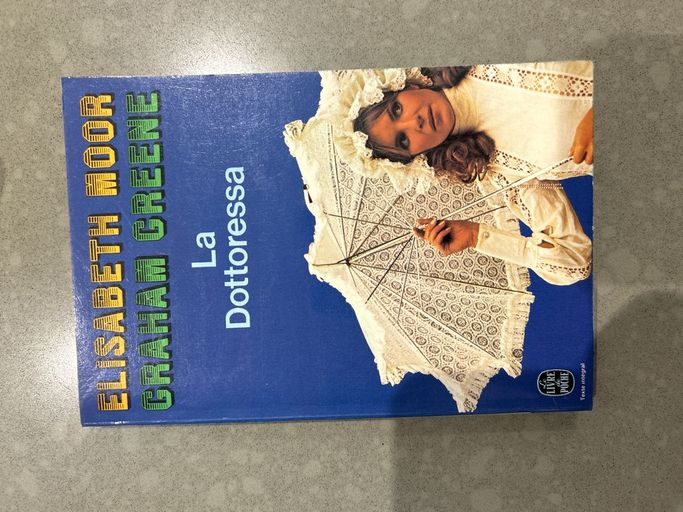 ELISABETH MOOR
GRAHAM GREENE
La
Dottoressa
Le
LIVRE
de
POCHE
Texte intégral